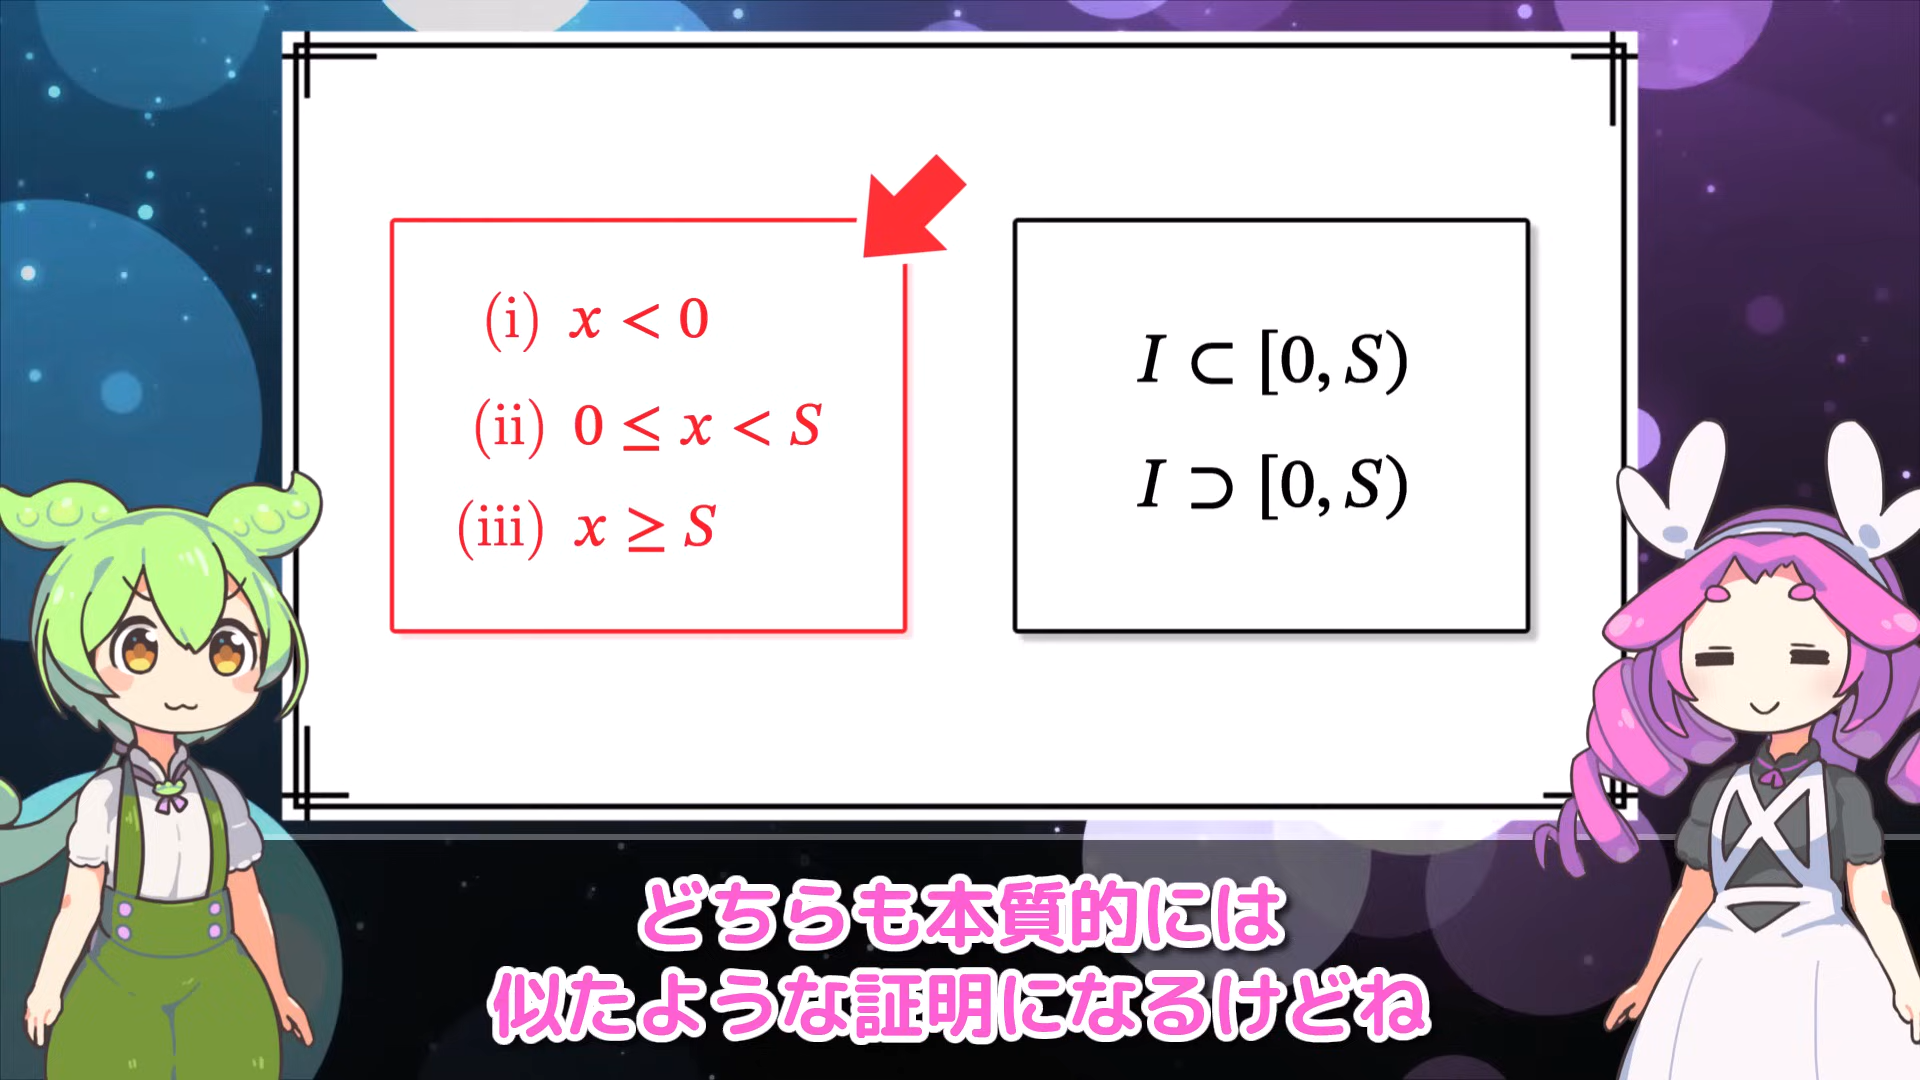 (i) x < 0
(ii) 0 ≤ x < S
(iii) x ≥ S
I ⊂ [0, S)
I ⊃ [0, S)
どちらも本質的には
似たような証明になるけどね